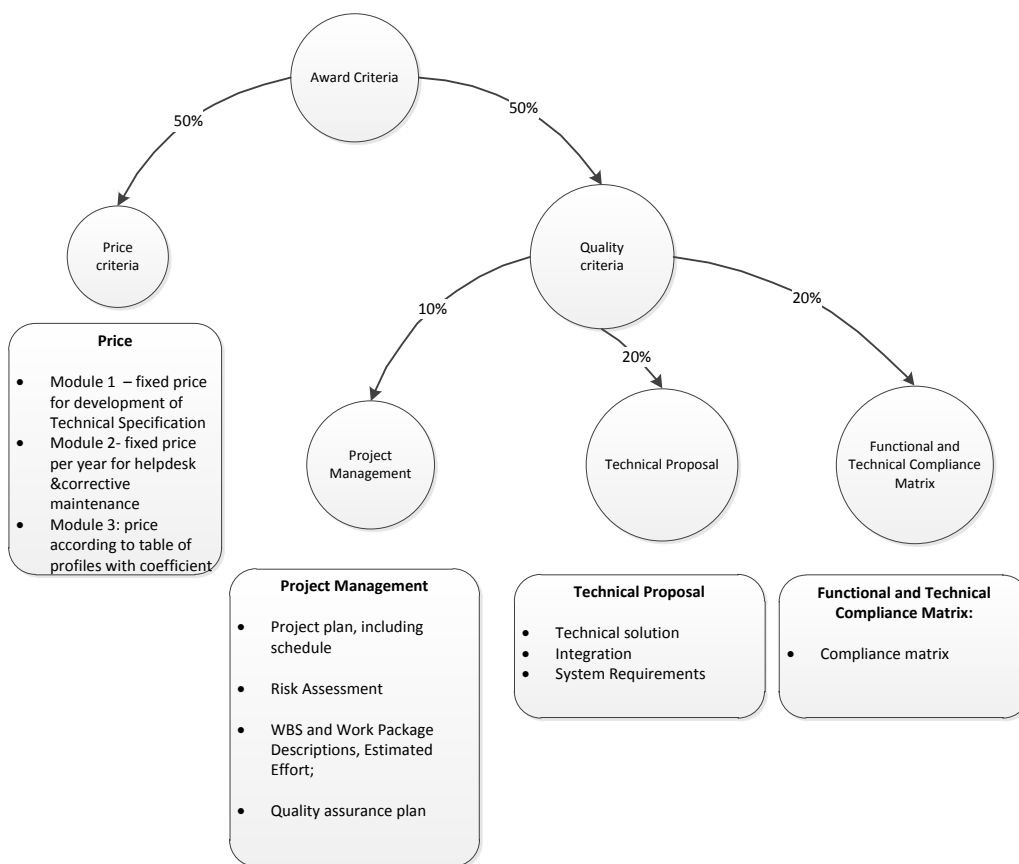 Award Criteria
50%
50%
Price
criteria
Quality
criteria
10%
20%
20%
Project
Management
Technical Proposal
Functional and
Technical Compliance
Matrix
Price
• Module 1 – fixed price
for development of
Technical Specification
• Module 2- fixed price
per year for helpdesk
&corrective
maintenance
• Module 3: price
according to table of
profiles with coefficient
Project Management
• Project plan, including
schedule
• Risk Assessment
• WBS and Work Package
Descriptions, Estimated
Effort;
• Quality assurance plan
Technical Proposal
• Technical solution
• Integration
• System Requirements
Functional and Technical
Compliance Matrix:
• Compliance matrix